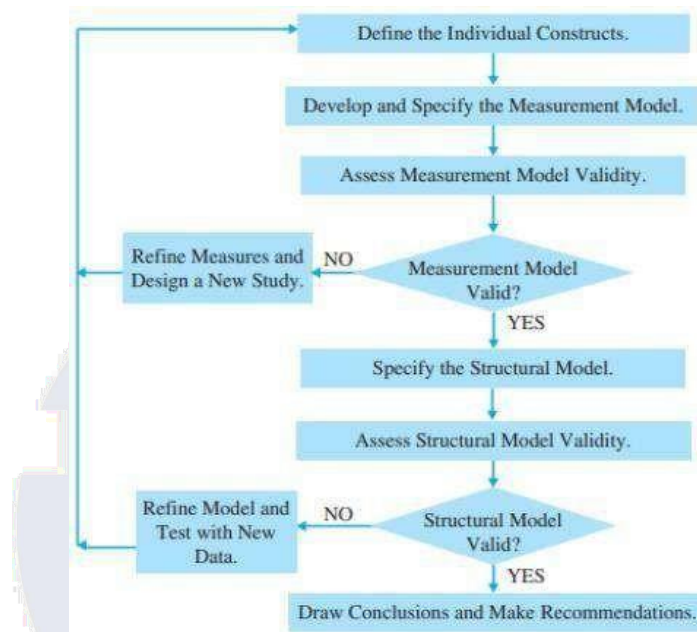 Define the Individual Constructs.
Develop and Specify the Measurement Model.
Assess Measurement Model Validity.
Refine Measures and
Design a New Study.
NO
Measurement Model
Valid?
YES
Specify the Structural Model.
Assess Structural Model Validity.
Refine Model and
Test with New
Data.
NO
Structural Model
Valid?
YES
Draw Conclusions and Make Recommendations.